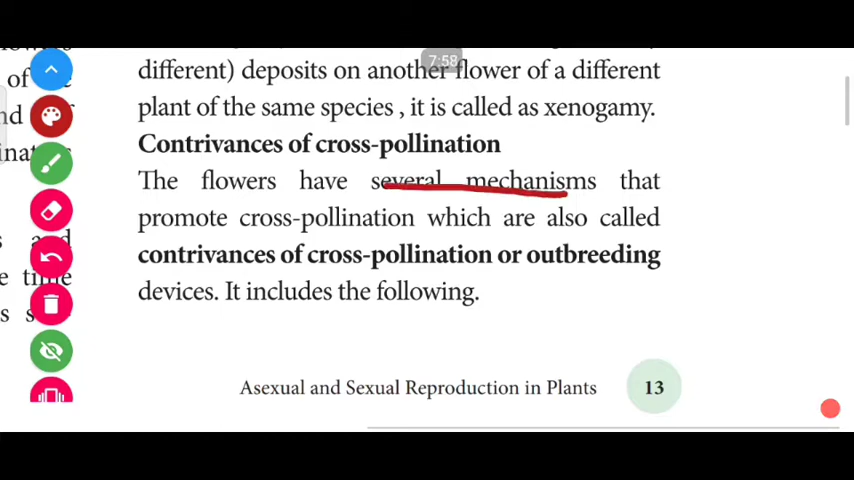 7:58
different) deposits on another flower of a different
plant of the same species , it is called as xenogamy.
Contrivances of cross-pollination
The flowers have several mechanisms that
promote cross-pollination which are also called
contrivances of cross-pollination or outbreeding
devices. It includes the following.
Asexual and Sexual Reproduction in Plants 13